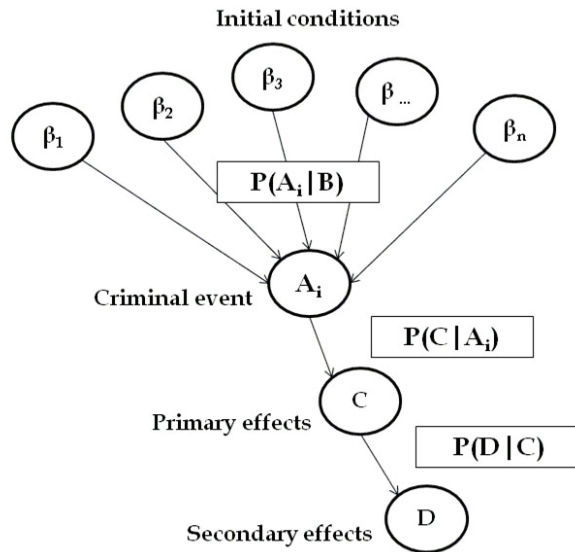 Initial conditions
β₁
β₂
β₃
β ...
βₙ
P(Aᵢ|B)
Aᵢ
Criminal event
P(C|Aᵢ)
C
Primary effects
P(D|C)
D
Secondary effects